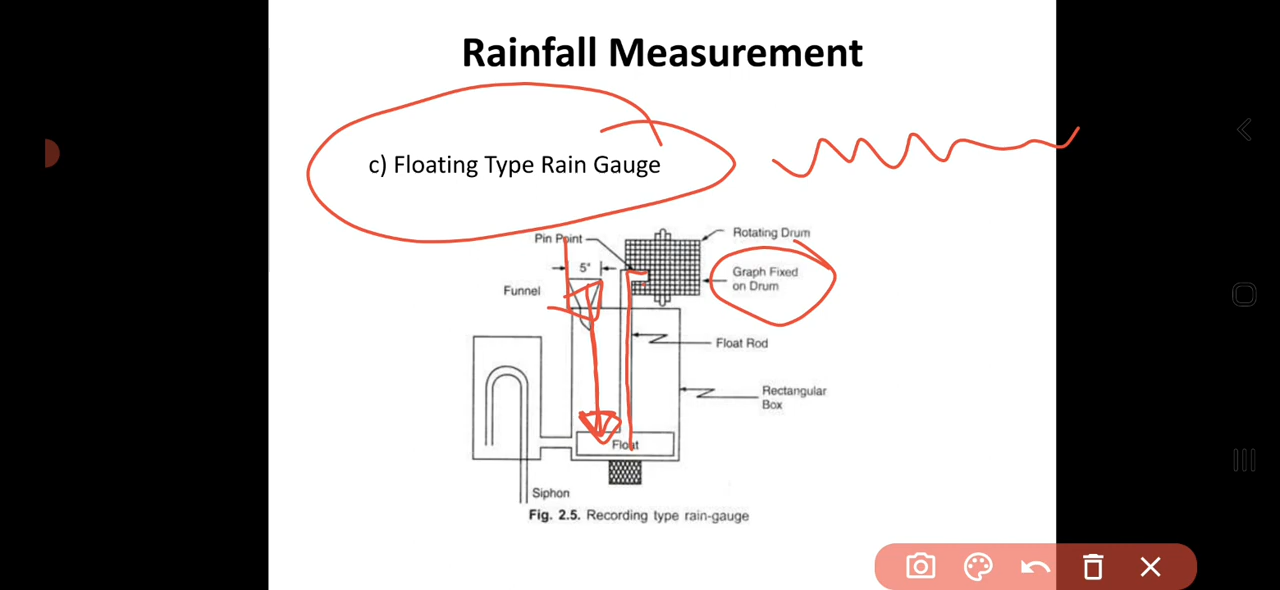 Rainfall Measurement
c) Floating Type Rain Gauge
Pin Point
Rotating Drum
5"
Graph Fixed
on Drum
Funnel
Float Rod
Rectangular
Box
Float
Siphon
Fig. 2.5. Recording type rain-gauge